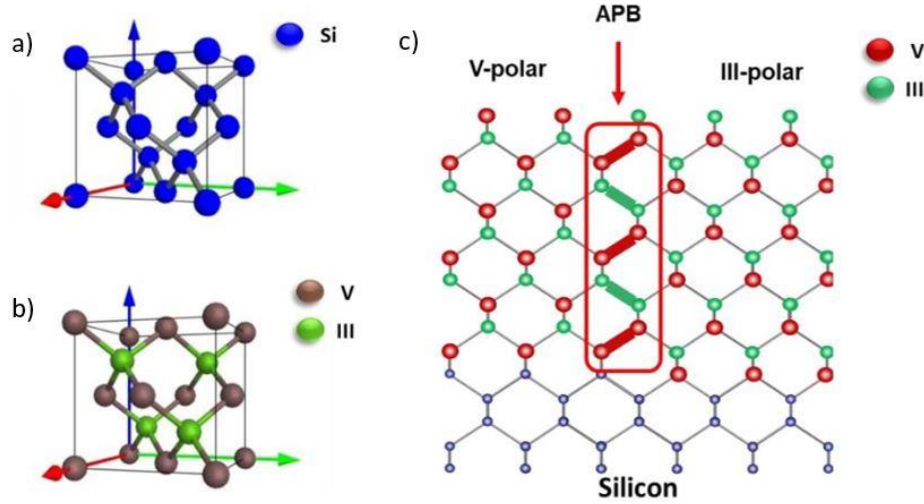 a)
Si
b)
V
III
c)
APB
V-polar
III-polar
V
III
Silicon